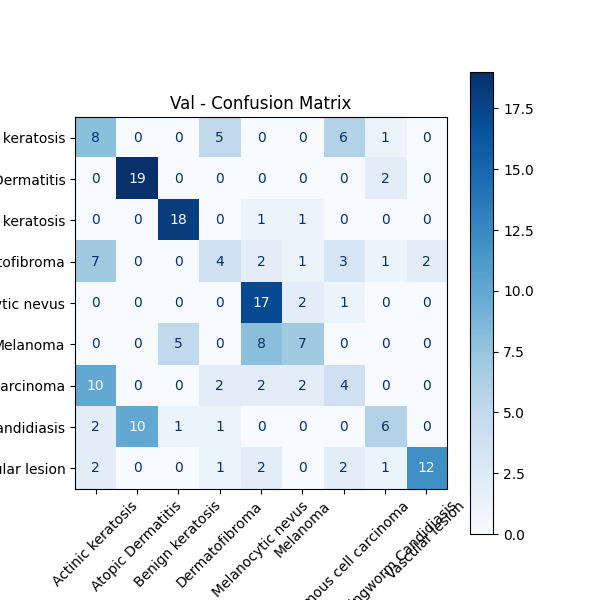 Val - Confusion Matrix
keratosis 8 0 0 5 0 0 6 1 0
Dermatitis 0 19 0 0 0 0 0 2 0
keratosis 0 0 18 0 1 1 0 0 0
tofibroma 7 0 0 4 2 1 3 1 2
tic nevus 0 0 0 0 17 2 1 0 0
Melanoma 0 0 5 0 8 7 0 0 0
arcinoma 10 0 0 2 2 2 4 0 0
andidiasis 2 10 1 1 0 0 0 6 0
ular lesion 2 0 0 1 2 0 2 1 12
Actinic keratosis
Atopic Dermatitis
Benign keratosis
Dermatofibroma
Melanocytic nevus
Melanoma
mous cell carcinoma
ngworm Candidiasis
Vascular lesion
17.5
15.0
12.5
10.0
7.5
5.0
2.5
0.0